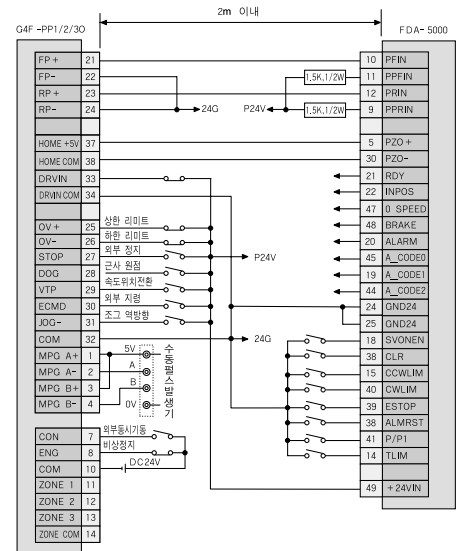 2m 이내
G4F -PP1/2/3O
FDA- 5000
FP + 21
FP- 22
RP + 23
RP- 24
HOME +5V 37
HOME COM 38
DRVIN 33
DRVIN COM 34
OV + 25 상한 리미트
OV- 26 하한 리미트
STOP 27 외부 정지
DOG 28 근사 원점
VTP 29 속도위치전환
ECMD 30 외부 지령
JOG- 31 조그 역방향
COM 32
MPG A+ 1
MPG A- 2
MPG B+ 3
MPG B- 4
CON 7 외부동시기동
ENG 8 비상정지
COM 10 DC24V
ZONE 1 11
ZONE 2 12
ZONE 3 13
ZONE COM 14
24G
P24V
1.5K,1/2W
1.5K,1/2W
P24V
24G
5V
A
B
0V
수동펄스발생기
10 PFIN
11 PPFIN
12 PRIN
9 PPRIN
5 PZO +
30 PZO-
21 RDY
22 INPOS
47 0 SPEED
48 BRAKE
20 ALARM
45 A_CODE0
19 A_CODE1
44 A_CODE2
24 GND24
25 GND24
18 SVONEN
38 CLR
15 CCWLIM
40 CWLIM
39 ESTOP
38 ALMRST
41 P/P1
14 TLIM
49 +24VIN